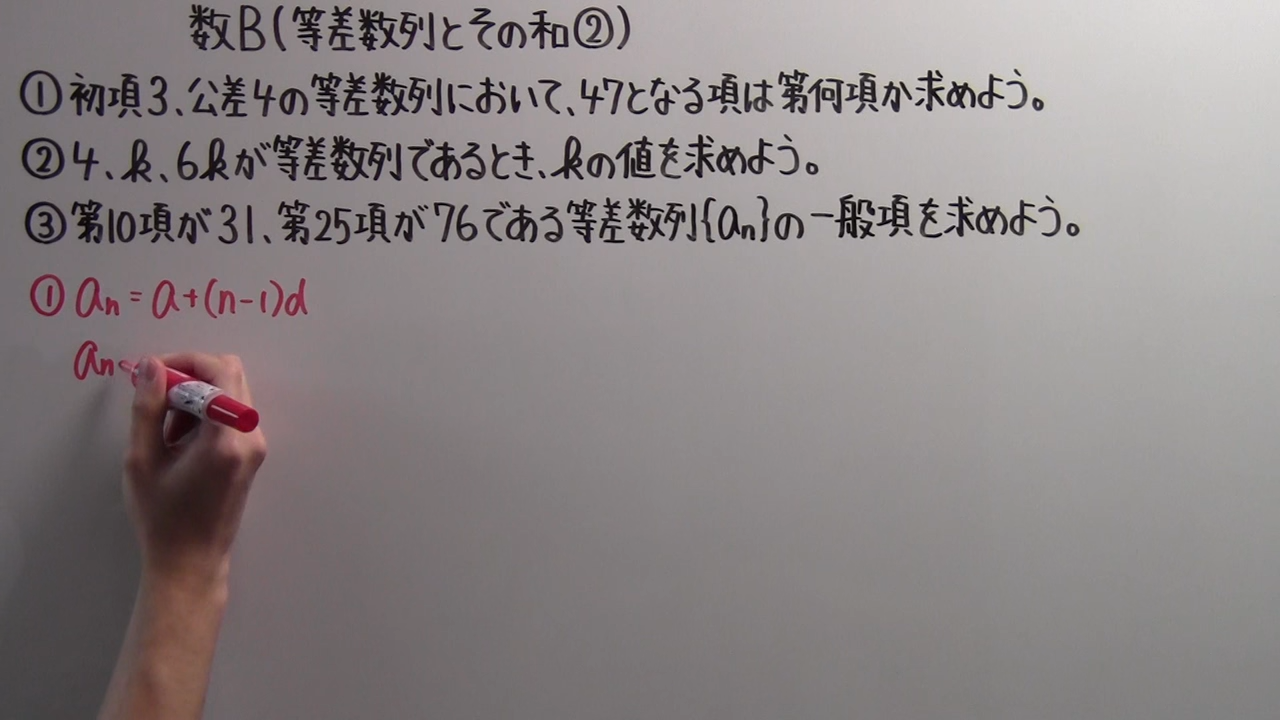 数B(等差数列とその和②)
①初項3、公差4の等差数列において、47となる項は第何項か求めよう。
②4、k、6kが等差数列であるとき、kの値を求めよう。
③第10項が31、第25項が76である等差数列{an}の一般項を求めよう。
①an=a+(n-1)d
an